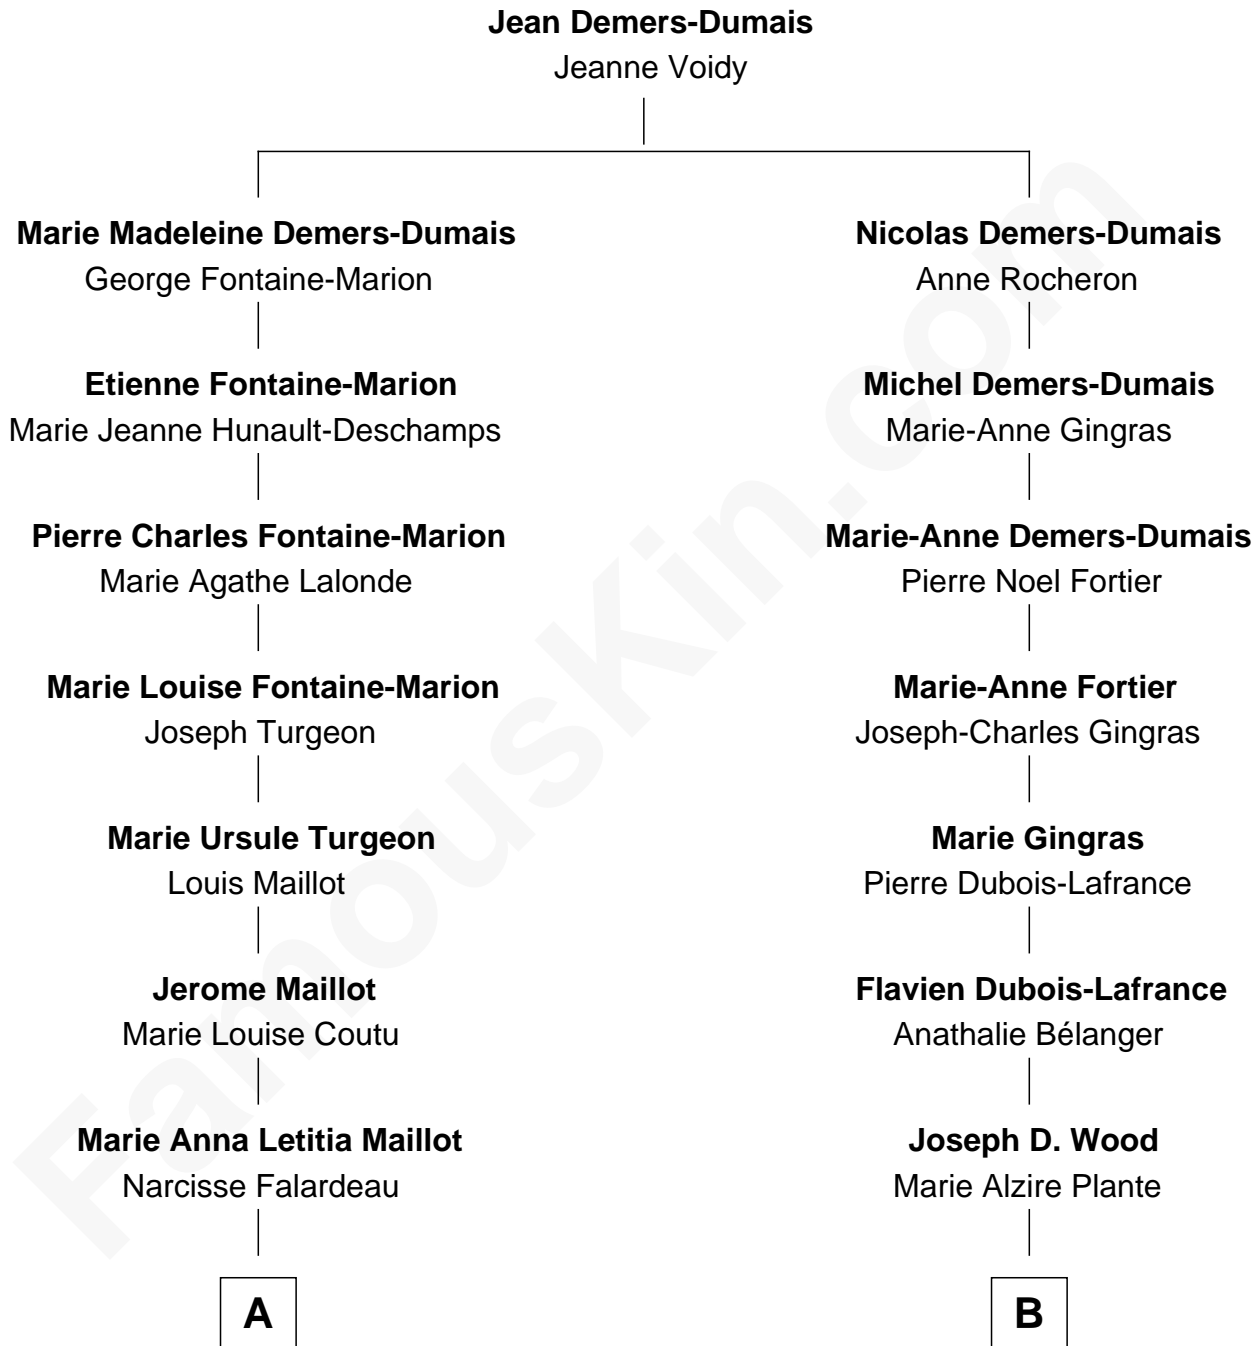 Jean Demers-Dumais
Jeanne Voidy
Marie Madeleine Demers-Dumais
George Fontaine-Marion
Etienne Fontaine-Marion
Marie Jeanne Hunault-Deschamps
Pierre Charles Fontaine-Marion
Marie Agathe Lalonde
Marie Louise Fontaine-Marion
Joseph Turgeon
Marie Ursule Turgeon
Louis Maillot
Jerome Maillot
Marie Louise Coutu
Marie Anna Letitia Maillot
Narcisse Falardeau
A
Nicolas Demers-Dumais
Anne Rocheron
Michel Demers-Dumais
Marie-Anne Gingras
Marie-Anne Demers-Dumais
Pierre Noel Fortier
Marie-Anne Fortier
Joseph-Charles Gingras
Marie Gingras
Pierre Dubois-Lafrance
Flavien Dubois-Lafrance
Anathalie Bélanger
Joseph D. Wood
Marie Alzire Plante
B
FamousKin.com